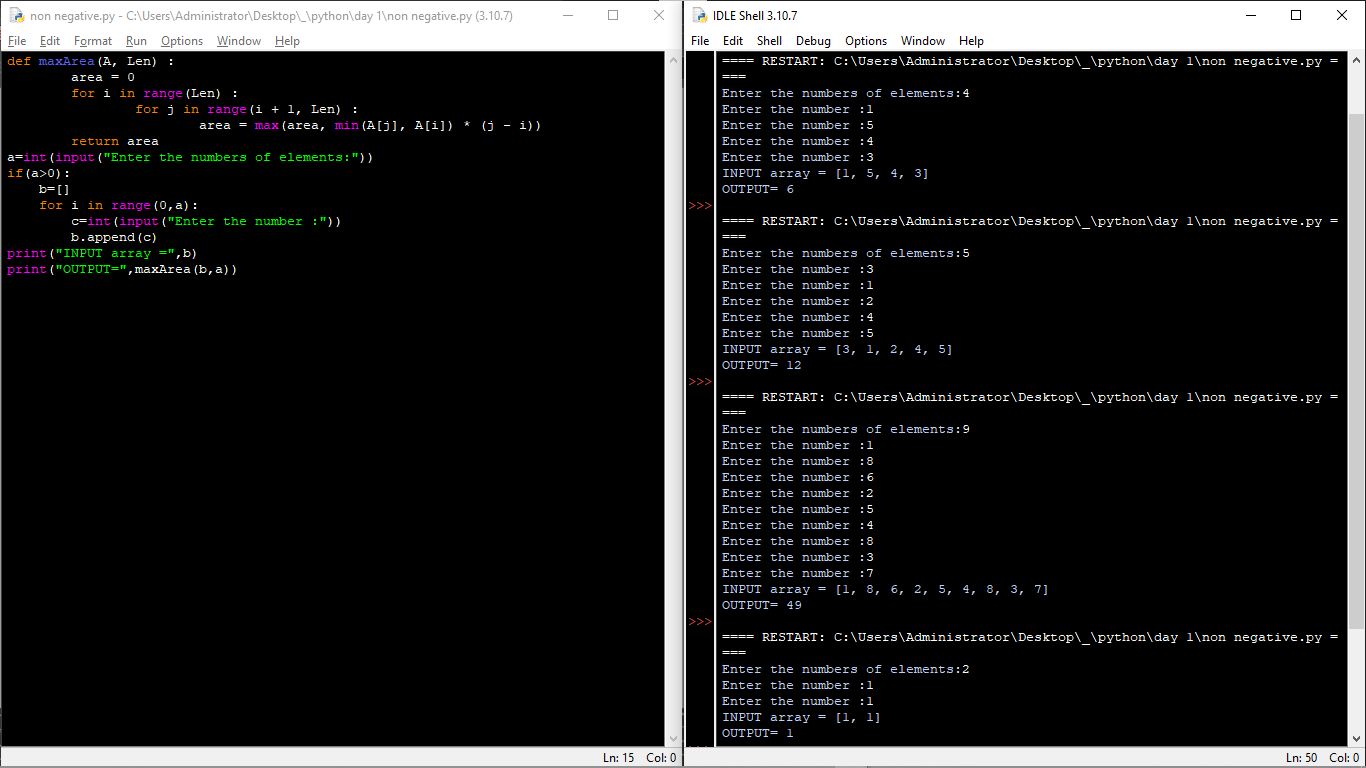 non negative.py - C:\Users\Administrator\Desktop\_\python\day 1\non negative.py (3.10.7)
File Edit Format Run Options Window Help
def maxArea(A, Len) :
        area = 0
        for i in range(Len) :
                for j in range(i + 1, Len) :
                        area = max(area, min(A[j], A[i]) * (j - i))
        return area
a=int(input("Enter the numbers of elements:"))
if(a>0):
    b=[]
    for i in range(0,a):
        c=int(input("Enter the number :"))
        b.append(c)
print("INPUT array =",b)
print("OUTPUT=",maxArea(b,a))
Ln: 15 Col: 0
IDLE Shell 3.10.7
File Edit Shell Debug Options Window Help
==== RESTART: C:\Users\Administrator\Desktop\_\python\day 1\non negative.py =
===
Enter the numbers of elements:4
Enter the number :1
Enter the number :5
Enter the number :4
Enter the number :3
INPUT array = [1, 5, 4, 3]
OUTPUT= 6
>>>
==== RESTART: C:\Users\Administrator\Desktop\_\python\day 1\non negative.py =
===
Enter the numbers of elements:5
Enter the number :3
Enter the number :1
Enter the number :2
Enter the number :4
Enter the number :5
INPUT array = [3, 1, 2, 4, 5]
OUTPUT= 12
>>>
==== RESTART: C:\Users\Administrator\Desktop\_\python\day 1\non negative.py =
===
Enter the numbers of elements:9
Enter the number :1
Enter the number :8
Enter the number :6
Enter the number :2
Enter the number :5
Enter the number :4
Enter the number :8
Enter the number :3
Enter the number :7
INPUT array = [1, 8, 6, 2, 5, 4, 8, 3, 7]
OUTPUT= 49
>>>
==== RESTART: C:\Users\Administrator\Desktop\_\python\day 1\non negative.py =
===
Enter the numbers of elements:2
Enter the number :1
Enter the number :1
INPUT array = [1, 1]
OUTPUT= 1
Ln: 50 Col: 0